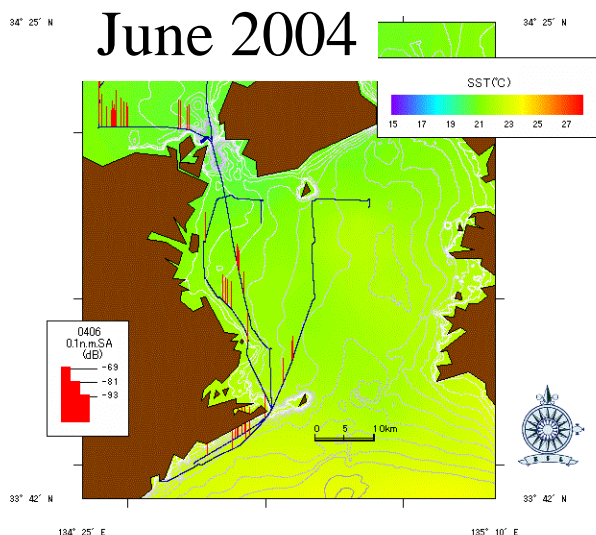 34° 25' N
June 2004
34° 25' N
SST(℃)
15 17 19 21 23 25 27
0406
0.1n.m.SA
(dB)
-69
-81
-93
0 5 10km
33° 42' N
33° 42' N
134° 25' E
135° 10' E